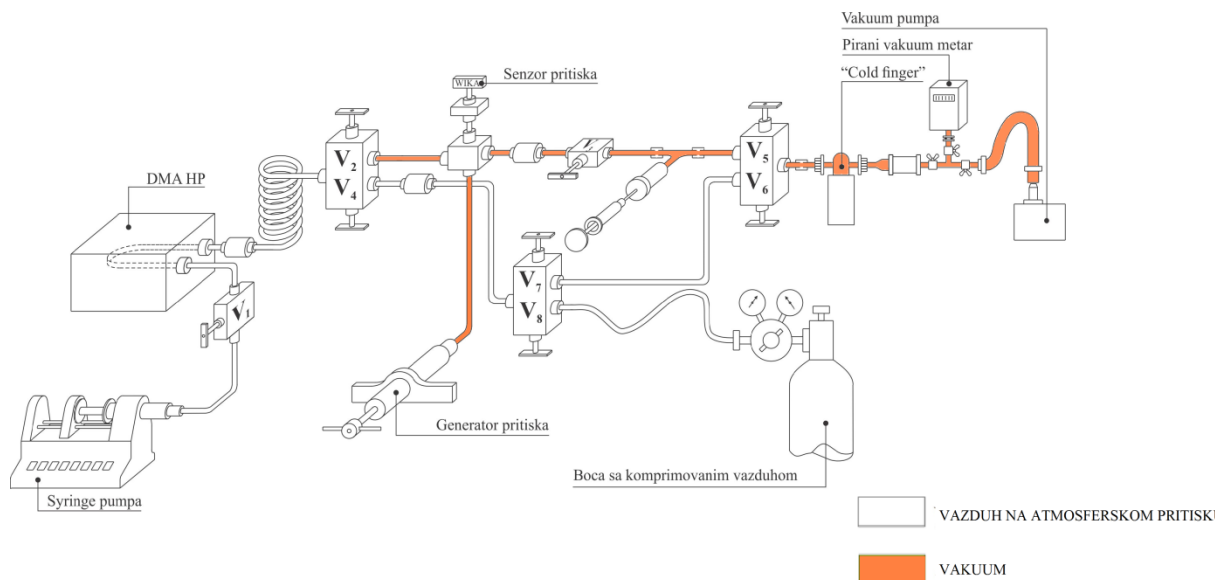 Vakuum pumpa
Pirani vakuum metar
“Cold finger”
WIKA
Senzor pritiska
V2
V4
V5
V6
DMA HP
V7
V8
V1
Generator pritiska
Boca sa komprimovanim vazduhom
Syringe pumpa
VAZDUH NA ATMOSFERSKOM PRITISKU
VAKUUM